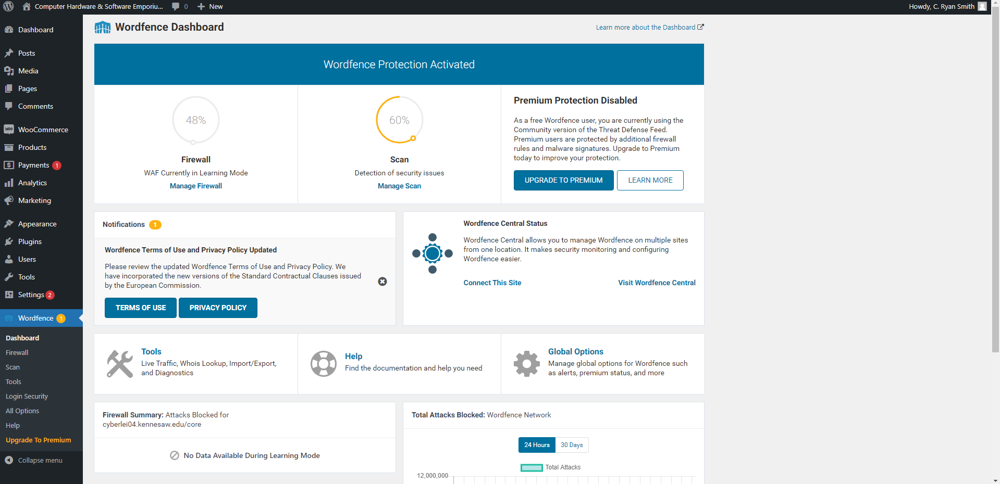 Computer Hardware & Software Emporiu...
0
New
Howdy, C. Ryan Smith
Dashboard
Posts
Media
Pages
Comments
WOO WooCommerce
Products
Payments 1
Analytics
Marketing
Appearance
Plugins
Users
Tools
Settings 2
Wordfence 1
Dashboard
Firewall
Scan
Tools
Login Security
All Options
Help
Upgrade To Premium
Collapse menu
Wordfence Dashboard
Learn more about the Dashboard
Wordfence Protection Activated
48%
Firewall
WAF Currently in Learning Mode
Manage Firewall
60%
Scan
Detection of security issues
Manage Scan
Premium Protection Disabled
As a free Wordfence user, you are currently using the
Community version of the Threat Defense Feed.
Premium users are protected by additional firewall
rules and malware signatures. Upgrade to Premium
today to improve your protection.
UPGRADE TO PREMIUM
LEARN MORE
Notifications 1
Wordfence Terms of Use and Privacy Policy Updated
Please review the updated Wordfence Terms of Use and Privacy Policy. We
have incorporated the new versions of the Standard Contractual Clauses issued
by the European Commission.
TERMS OF USE
PRIVACY POLICY
Wordfence Central Status
Wordfence Central allows you to manage Wordfence on multiple sites
from one location. It makes security monitoring and configuring
Wordfence easier.
Connect This Site
Visit Wordfence Central
Tools
Live Traffic, Whois Lookup, Import/Export,
and Diagnostics
Help
Find the documentation and help you need
Global Options
Manage global options for Wordfence such
as alerts, premium status, and more
Firewall Summary: Attacks Blocked for
cyberlei04.kennesaw.edu/core
No Data Available During Learning Mode
Total Attacks Blocked: Wordfence Network
24 Hours
30 Days
Total Attacks
12,000,000